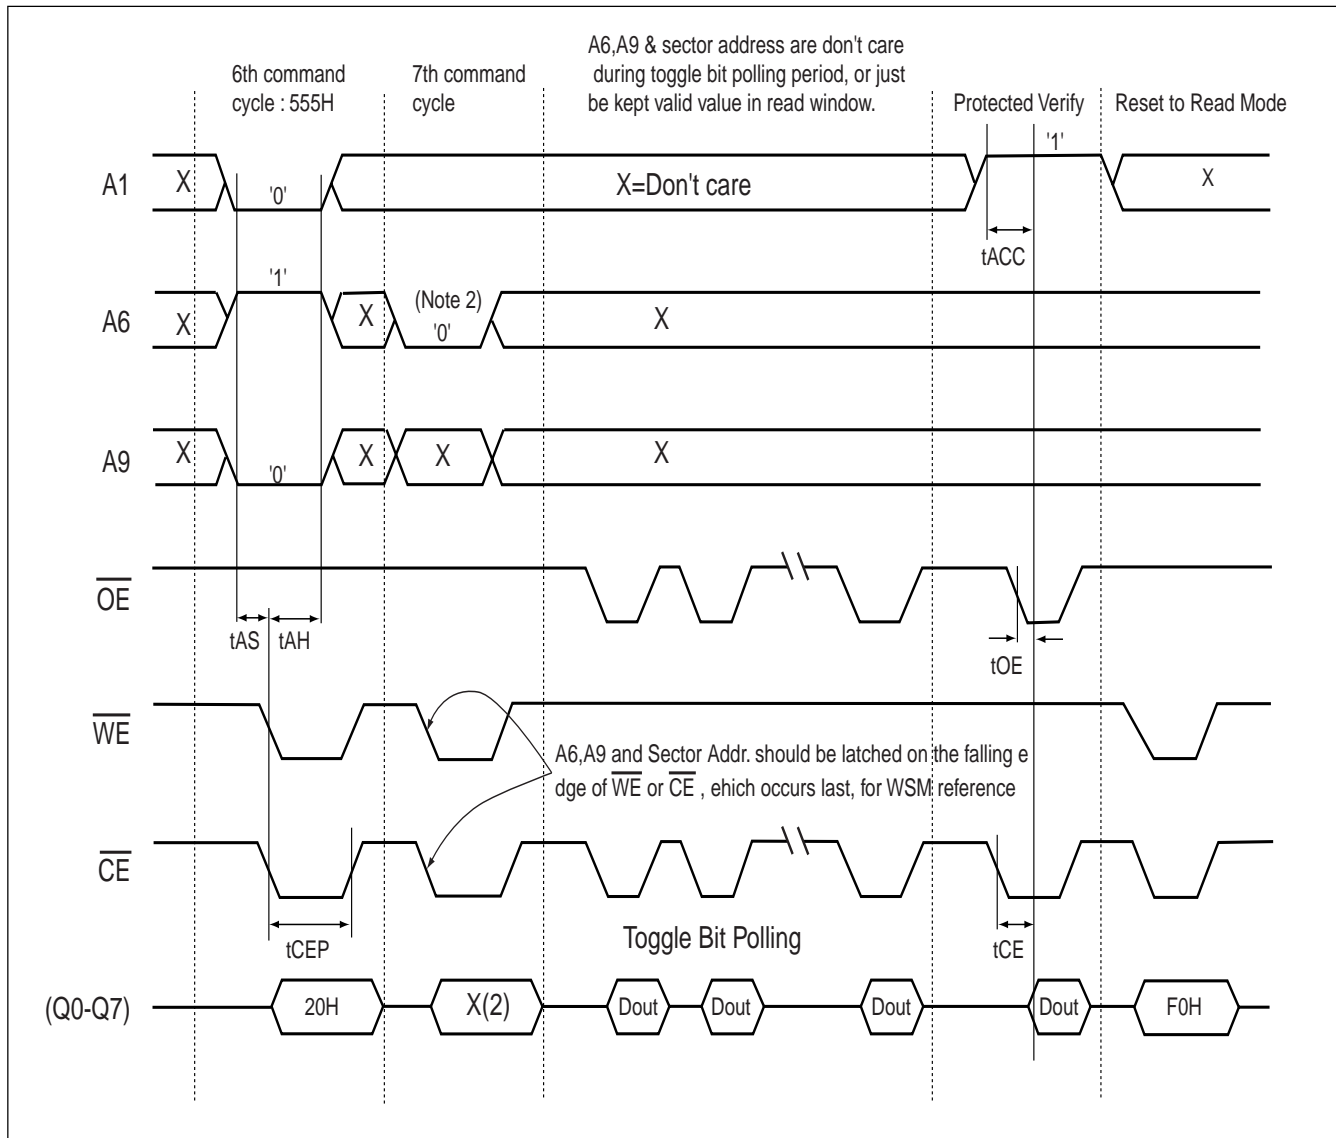 6th command
cycle : 555H
7th command
cycle
A6,A9 & sector address are don't care
during toggle bit polling period, or just
be kept valid value in read window.
Protected Verify
Reset to Read Mode
A1
X
'0'
X=Don't care
'1'
X
tACC
A6
X
'1'
X
(Note 2)
'0'
X
A9
X
'0'
X
X
X
OE
tAS
tAH
tOE
WE
A6,A9 and Sector Addr. should be latched on the falling e
dge of WE or CE , ehich occurs last, for WSM reference
CE
tCEP
Toggle Bit Polling
tCE
(Q0-Q7)
20H
X(2)
Dout
Dout
Dout
Dout
F0H